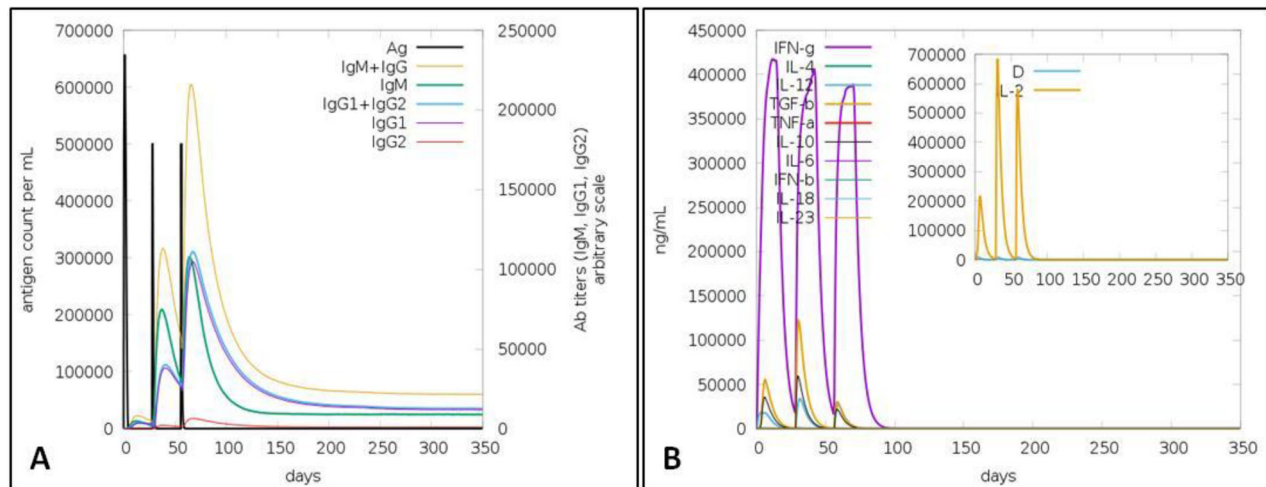 700000
600000
500000
400000
300000
200000
100000
0
antigen count per mL
Ag
IgM+IgG
IgM
IgG1+IgG2
IgG1
IgG2
250000
200000
150000
100000
50000
0
Ab titers (IgM, IgG1, IgG2)
arbitrary scale
0 50 100 150 200 250 300 350
days
A
450000
400000
350000
300000
250000
200000
150000
100000
50000
0
ng/mL
IFN-g
IL-4
IL-12
TGF-b
TNF-a
IL-10
IL-6
IFN-b
IL-18
IL-23
700000
600000
500000
400000
300000
200000
100000
0
D
IL-2
0 50 100 150 200 250 300 350
0 50 100 150 200 250 300 350
days
B